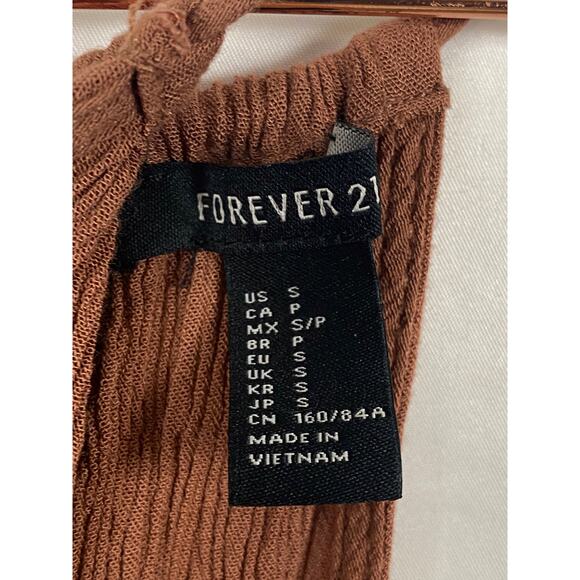 FOREVER 21
US S
CA P
MX S/P
BR P
EU S
UK S
KR S
JP S
CN 160/84A
MADE IN
VIETNAM